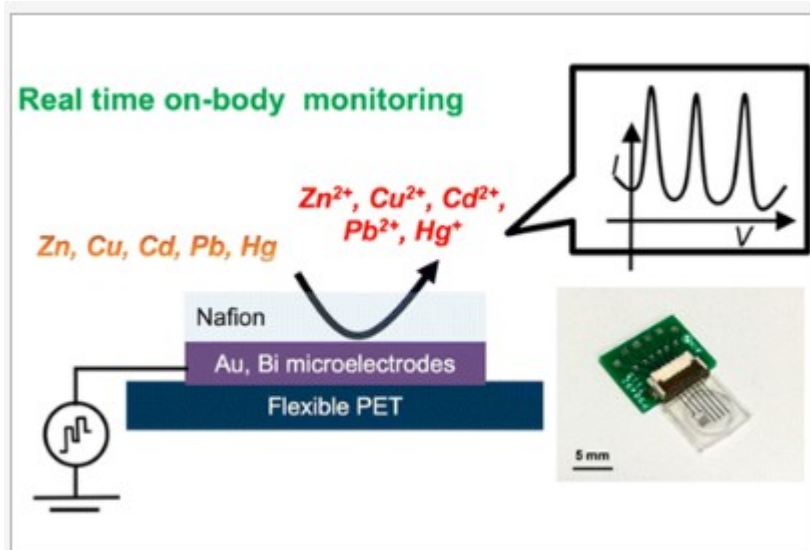 Real time on-body monitoring
Zn²⁺, Cu²⁺, Cd²⁺,
Pb²⁺, Hg⁺
Zn, Cu, Cd, Pb, Hg
I
V
Nafion
Au, Bi microelectrodes
Flexible PET
5 mm